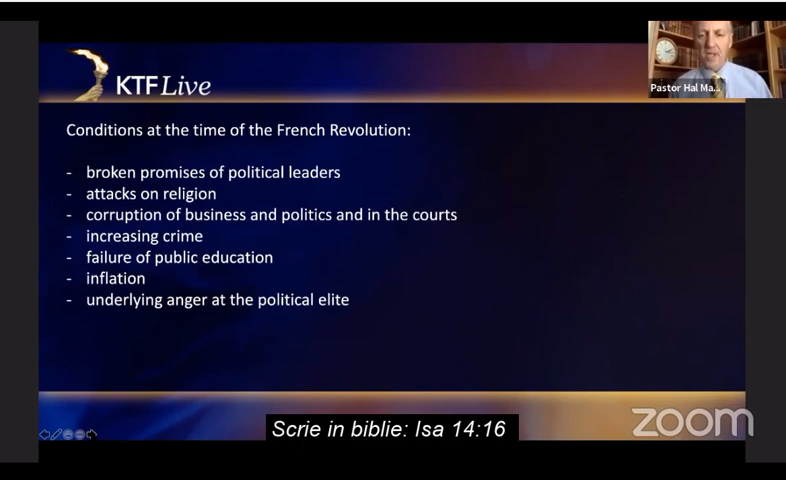 Pastor Hal Ma...
KTF Live
Conditions at the time of the French Revolution:
- broken promises of political leaders
- attacks on religion
- corruption of business and politics and in the courts
- increasing crime
- failure of public education
- inflation
- underlying anger at the political elite
Scrie in biblie: Isa 14:16
zoom